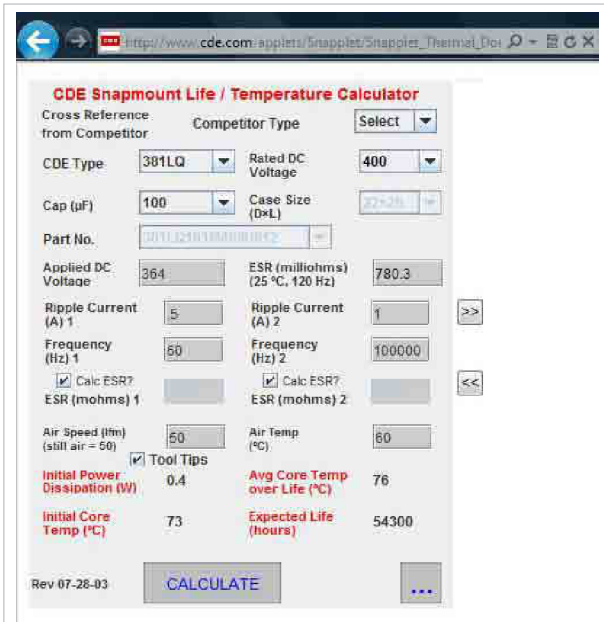 http://www.cde.com
CDE Snapmount Life / Temperature Calculator
Cross Reference from Competitor
Competitor Type
Select
CDE Type
381LQ
Rated DC Voltage
400
Cap (µF)
100
Case Size (D×L)
Part No.
Applied DC Voltage
364
ESR (milliohms) (25 ºC, 120 Hz)
780.3
Ripple Current (A) 1
5
Ripple Current (A) 2
1
>>
Frequency (Hz) 1
60
Frequency (Hz) 2
100000
Calc ESR?
Calc ESR?
<<
ESR (mohms) 1
ESR (mohms) 2
Air Speed (lfm) (still air = 50)
50
Air Temp (ºC)
60
Tool Tips
Initial Power Dissipation (W)
0.4
Avg Core Temp over Life (ºC)
76
Initial Core Temp (ºC)
73
Expected Life (hours)
54300
Rev 07-28-03
CALCULATE
...